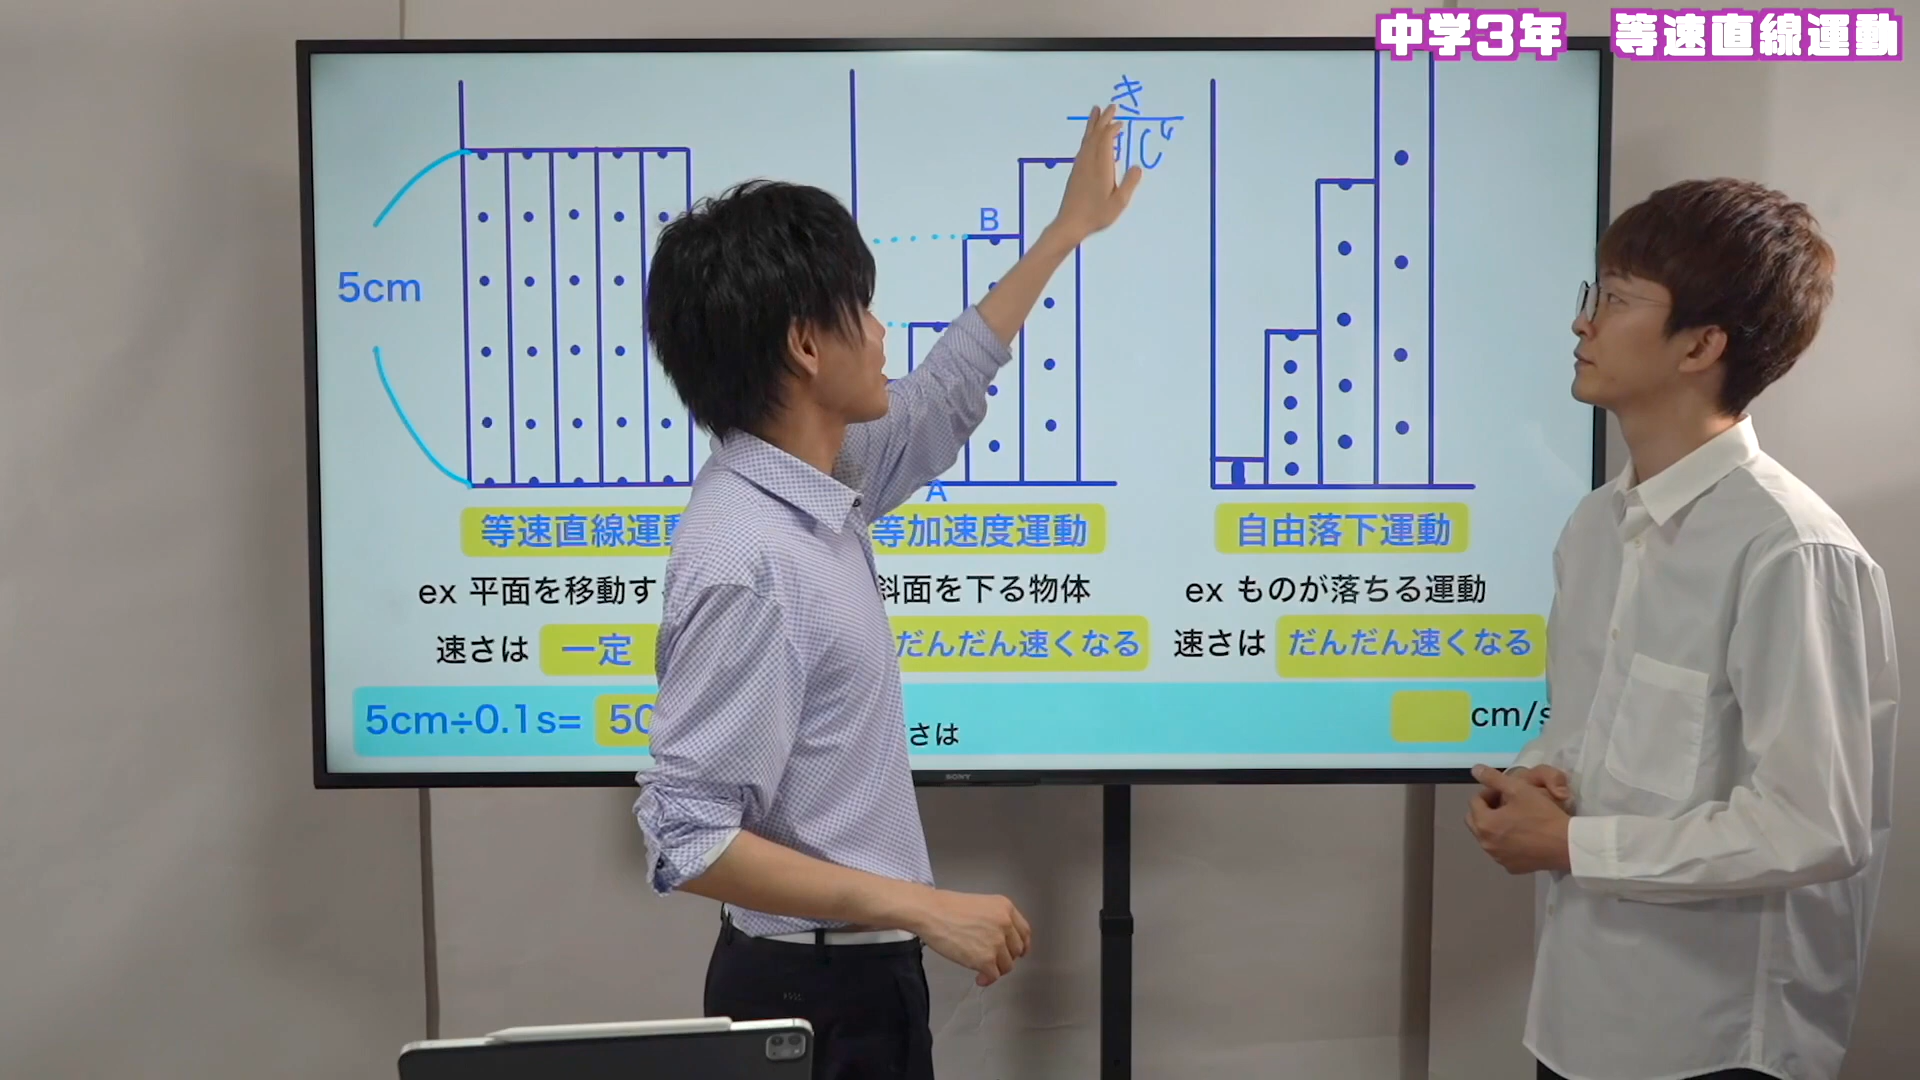 中学3年 等速直線運動
き
じ
5cm
B
A
等速直線運
等加速度運動
自由落下運動
ex 平面を移動す
斜面を下る物体
ex ものが落ちる運動
速さは 一定
だんだん速くなる
速さは だんだん速くなる
5cm÷0.1s= 50
さは
cm/s
SONY